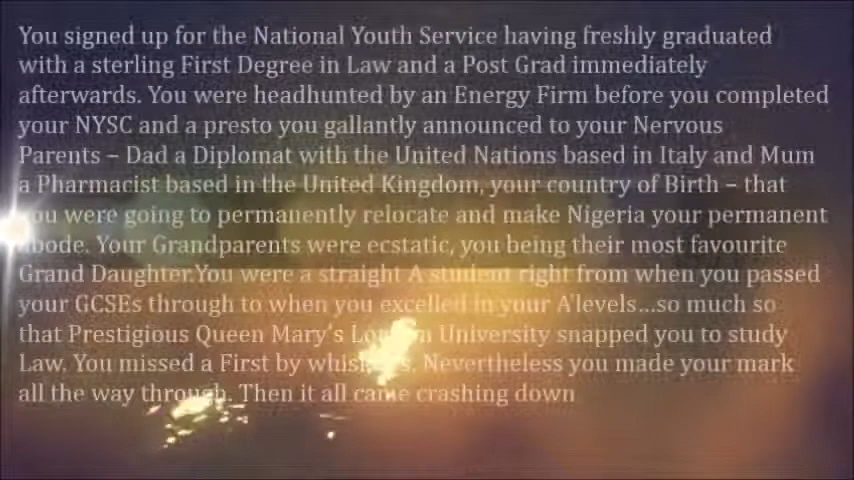 You signed up for the National Youth Service having freshly graduated
with a sterling First Degree in Law and a Post Grad immediately
afterwards. You were headhunted by an Energy Firm before you completed
your NYSC and a presto you gallantly announced to your Nervous
Parents – Dad a Diplomat with the United Nations based in Italy and Mum
a Pharmacist based in the United Kingdom, your country of Birth – that
you were going to permanently relocate and make Nigeria your permanent
abode. Your Grandparents were ecstatic, you being their most favourite
Grand Daughter.You were a straight A student right from when you passed
your GCSEs through to when you excelled in your A'levels...so much so
that Prestigious Queen Mary's London University snapped you to study
Law. You missed a First by whiskers. Nevertheless you made your mark
all the way through. Then it all came crashing down